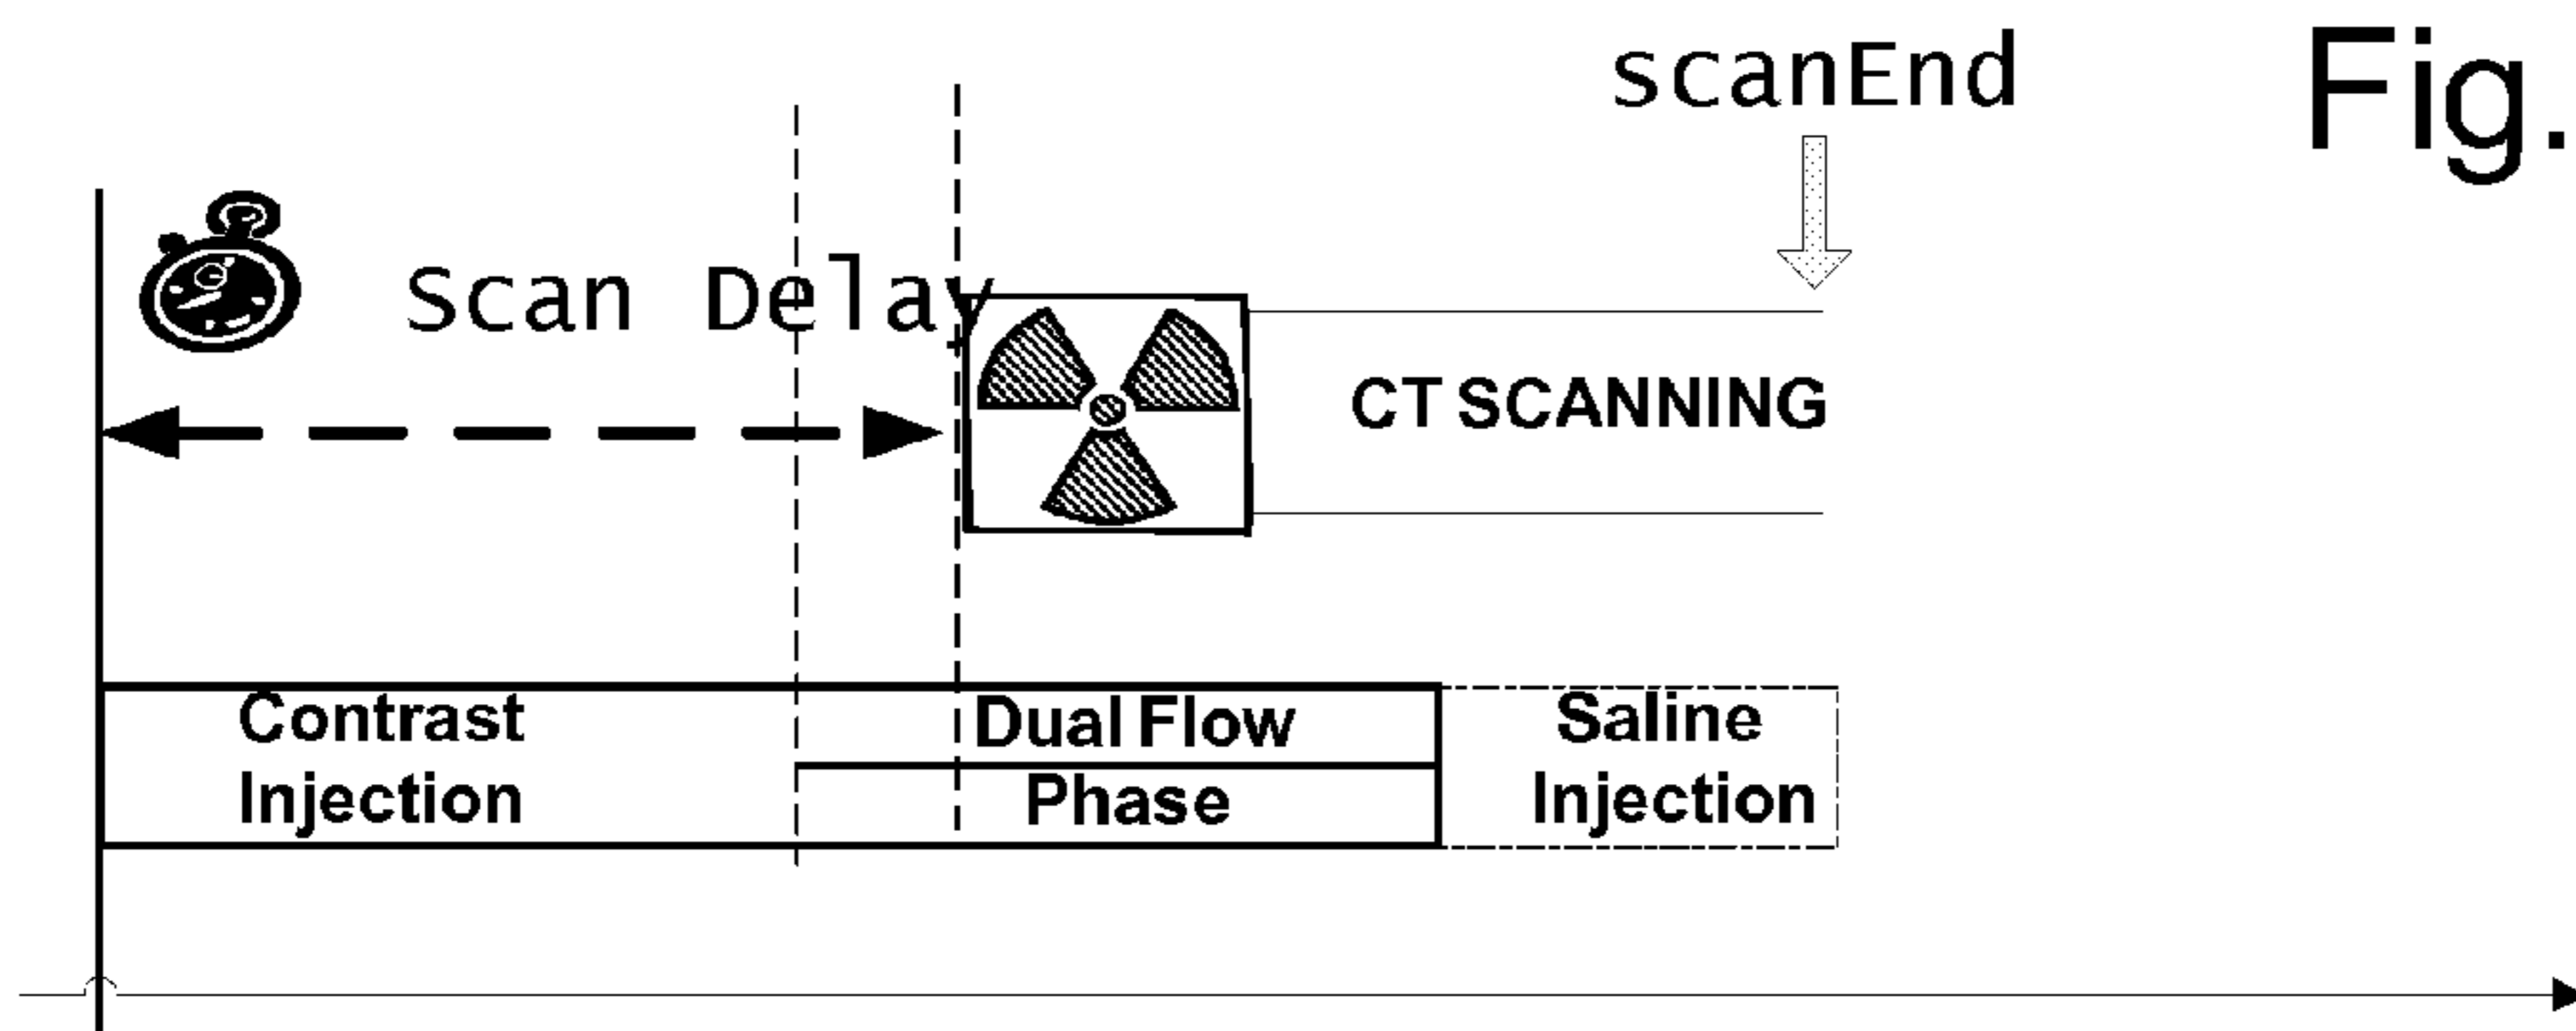 scanEnd
Fig.
Scan Delay
CT SCANNING
Contrast
Injection
Dual Flow
Phase
Saline
Injection